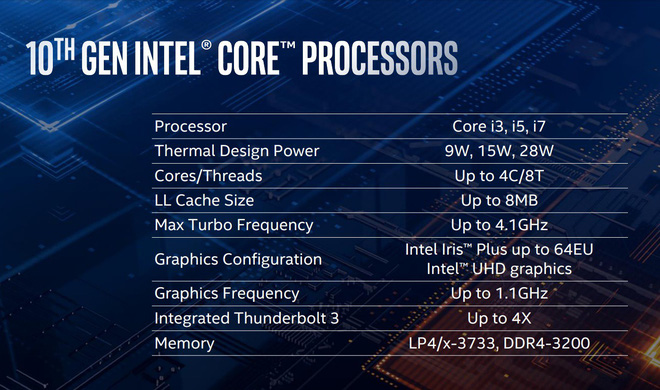 10TH GEN INTEL® CORE™ PROCESSORS
Processor Core i3, i5, i7
Thermal Design Power 9W, 15W, 28W
Cores/Threads Up to 4C/8T
LL Cache Size Up to 8MB
Max Turbo Frequency Up to 4.1GHz
Graphics Configuration Intel Iris™ Plus up to 64EU
Intel™ UHD graphics
Graphics Frequency Up to 1.1GHz
Integrated Thunderbolt 3 Up to 4X
Memory LP4/x-3733, DDR4-3200